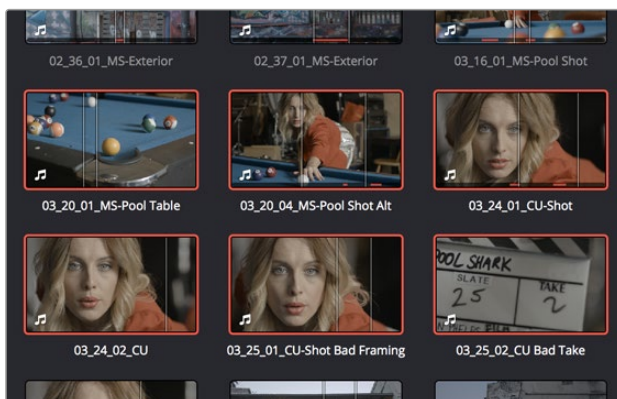 02_36_01_MS-Exterior
02_37_01_MS-Exterior
03_16_01_MS-Pool Shot
03_20_01_MS-Pool Table
03_20_04_MS-Pool Shot Alt
03_24_01_CU-Shot
POOL SHARK
SLATE
TAKE
25
2
03_24_02_CU
03_25_01_CU-Shot Bad Framing
03_25_02_CU Bad Take